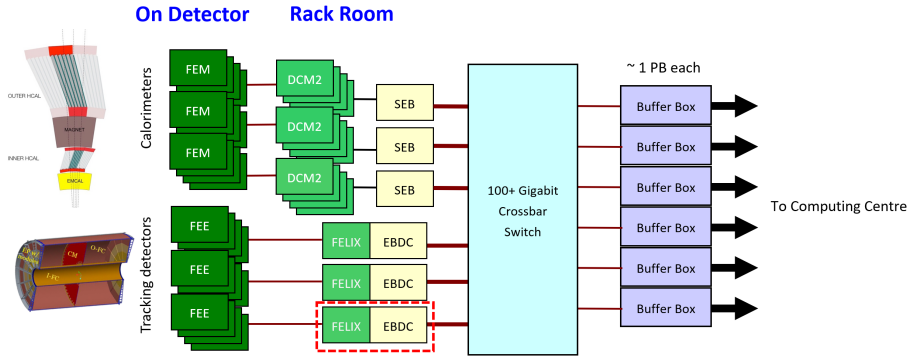 On Detector
Rack Room
OUTER HCAL
MAGNET
INNER HCAL
EMCAL
Calorimeters
FEM
FEM
FEM
DCM2
DCM2
DCM2
SEB
SEB
SEB
Tracking detectors
CM
O-FC
I-FC
FEE
FEE
FEE
FELIX EBDC
FELIX EBDC
FELIX EBDC
100+ Gigabit
Crossbar
Switch
~ 1 PB each
Buffer Box
Buffer Box
Buffer Box
Buffer Box
Buffer Box
Buffer Box
To Computing Centre